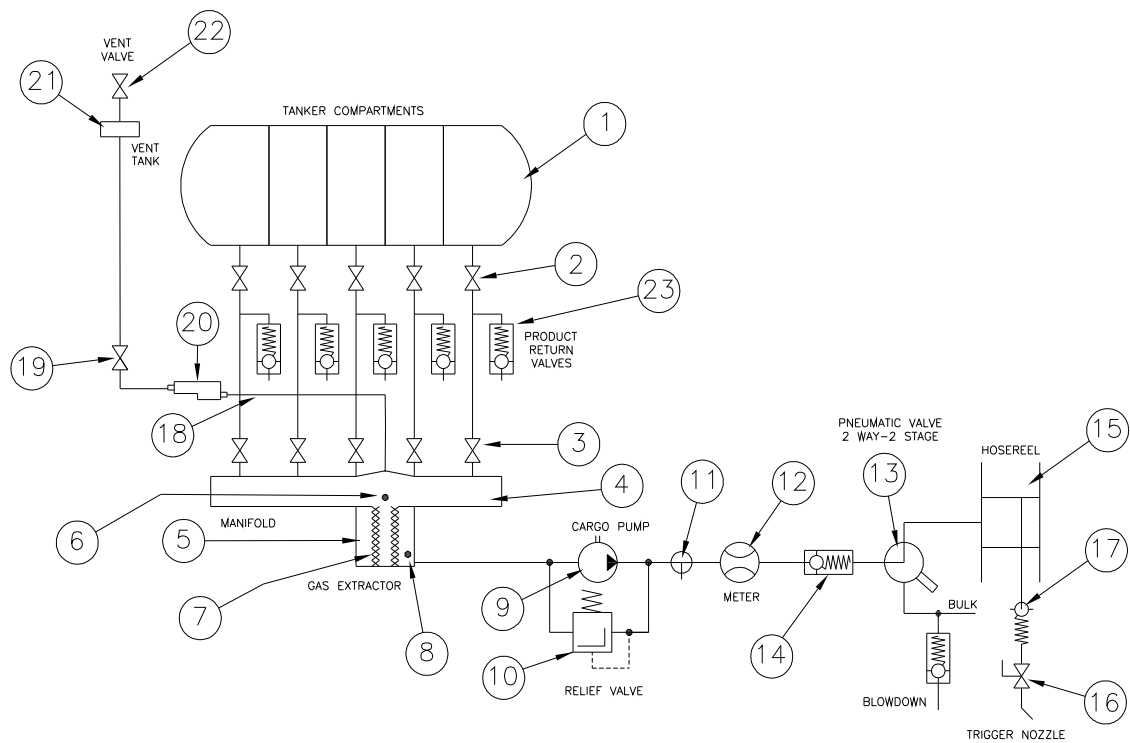 22
VENT
VALVE
21
VENT
TANK
TANKER COMPARTMENTS
1
2
23
PRODUCT
RETURN
VALVES
20
19
18
3
PNEUMATIC VALVE
2 WAY-2 STAGE
15
HOSEREEL
13
4
11
12
MANIFOLD
6
5
CARGO PUMP
17
GAS EXTRACTOR
METER
7
9
BULK
8
14
10
RELIEF VALVE
BLOWDOWN
16
TRIGGER NOZZLE